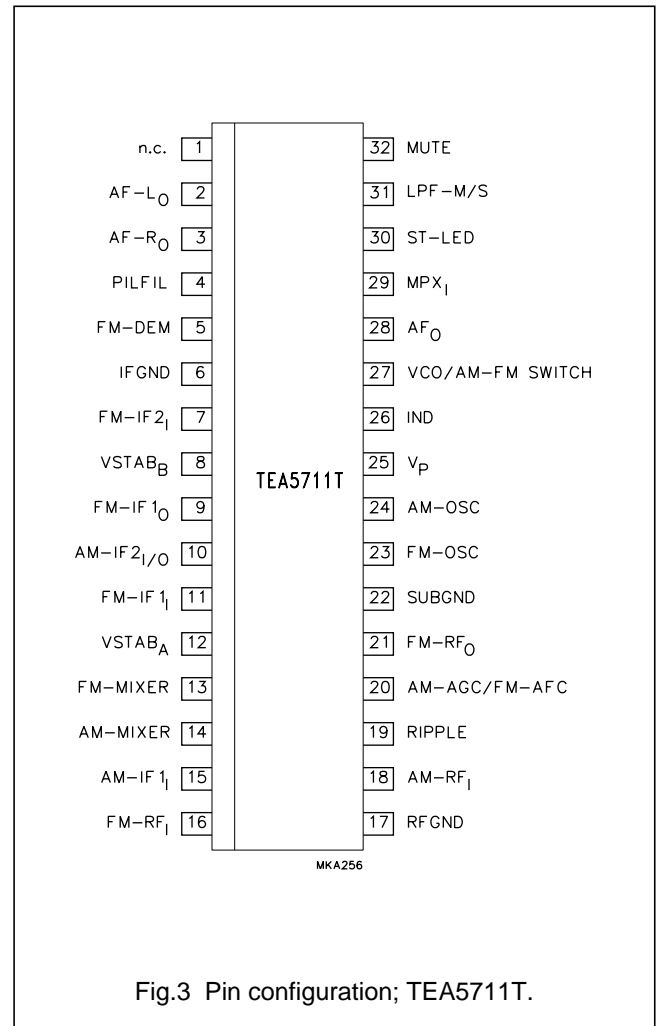 n.c. 1 32 MUTE
AF-LO 2 31 LPF-M/S
AF-RO 3 30 ST-LED
PILFIL 4 29 MPXI
FM-DEM 5 28 AFO
IFGND 6 27 VCO/AM-FM SWITCH
FM-IF2I 7 26 IND
VSTABB 8 25 VP
TEA5711T
FM-IF1O 9 24 AM-OSC
AM-IF2I/O 10 23 FM-OSC
FM-IF1I 11 22 SUBGND
VSTABA 12 21 FM-RFO
FM-MIXER 13 20 AM-AGC/FM-AFC
AM-MIXER 14 19 RIPPLE
AM-IF1I 15 18 AM-RFI
FM-RFI 16 17 RFGND
MKA256
Fig.3 Pin configuration; TEA5711T.